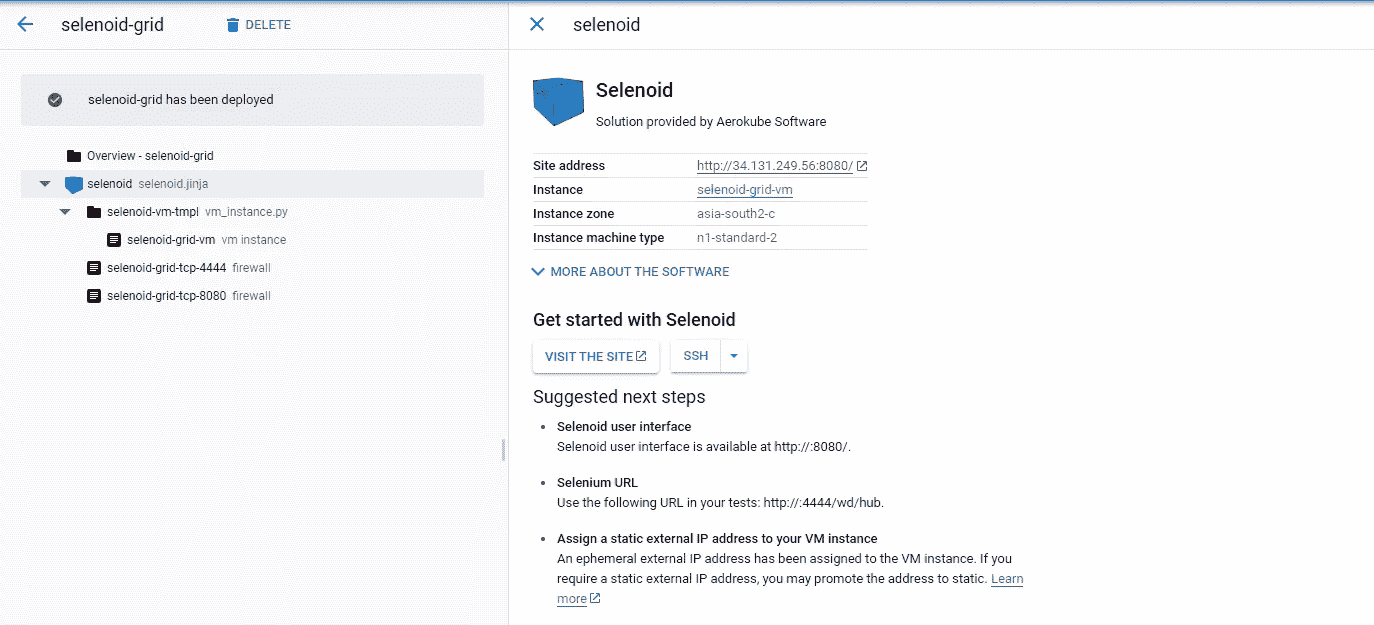 selenoid-grid
DELETE
selenoid-grid has been deployed
Overview - selenoid-grid
selenoid selenoid.jinja
selenoid-vm-tmpl vm_instance.py
selenoid-grid-vm vm instance
selenoid-grid-tcp-4444 firewall
selenoid-grid-tcp-8080 firewall
selenoid
Selenoid
Solution provided by Aerokube Software
Site address http://34.131.249.56:8080/
Instance selenoid-grid-vm
Instance zone asia-south2-c
Instance machine type n1-standard-2
MORE ABOUT THE SOFTWARE
Get started with Selenoid
VISIT THE SITE SSH
Suggested next steps
• Selenoid user interface
Selenoid user interface is available at http://:8080/.
• Selenium URL
Use the following URL in your tests: http://:4444/wd/hub.
• Assign a static external IP address to your VM instance
An ephemeral external IP address has been assigned to the VM instance. If you
require a static external IP address, you may promote the address to static. Learn
more